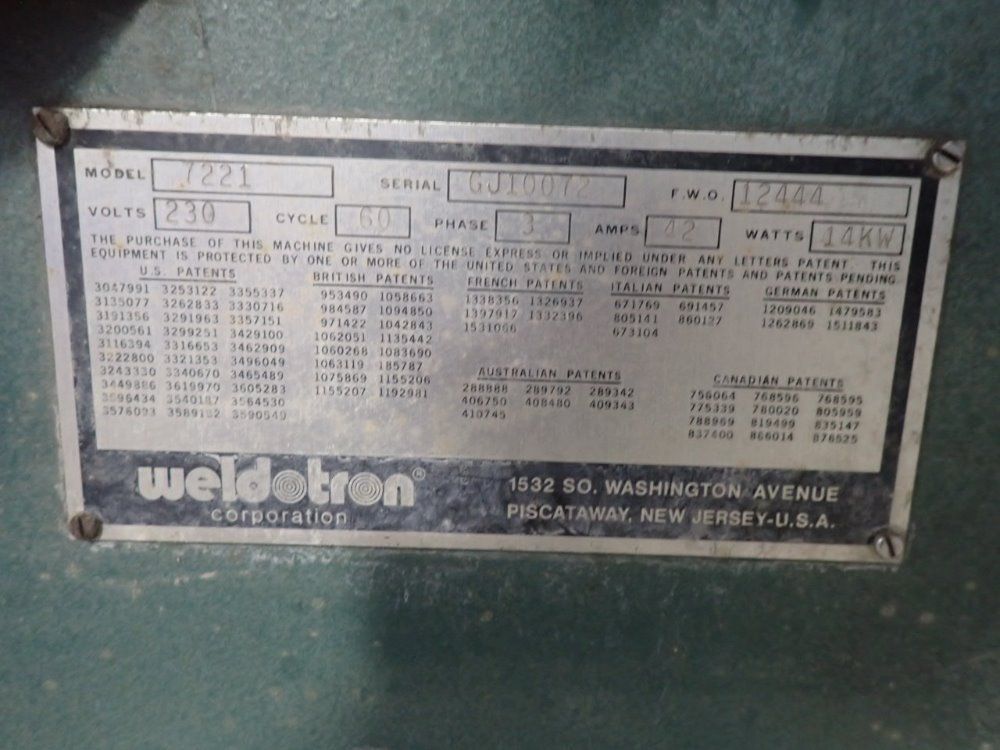 MODEL 7221 SERIAL GJ10072 F.W.O. 12444
VOLTS 230 CYCLE 60 PHASE 3 AMPS 42 WATTS 14KW
THE PURCHASE OF THIS MACHINE GIVES NO LICENSE EXPRESS OR IMPLIED UNDER ANY LETTERS PATENT THIS
EQUIPMENT IS PROTECTED BY ONE OR MORE OF THE UNITED STATES AND FOREIGN PATENTS AND PATENTS PENDING
U.S. PATENTS
3047991 3253122 3355337
3135077 3262833 3330716
3191356 3291963 3357151
3200561 3299251 3429100
3116394 3316653 3462909
3222800 3321353 3496049
3243330 3340670 3465489
3449886 3619970 3605283
3596434 3540187 3564530
3576093 3589182 3590549
BRITISH PATENTS
953490 1058663
984587 1094850
971422 1042843
1062051 1135442
1060268 1083690
1063119 185787
1075869 1155206
1155207 1192981
FRENCH PATENTS
1338356 1326937
1397917 1332396
1531066
ITALIAN PATENTS
671769 691457
805141 860127
673104
GERMAN PATENTS
1209046 1479583
1262869 1511843
AUSTRALIAN PATENTS
288888 289792 289342
406750 408480 409343
410745
CANADIAN PATENTS
756064 768596 768595
775339 780020 805959
788969 819499 835147
837400 866014 876525
weldotron®
corporation
1532 SO. WASHINGTON AVENUE
PISCATAWAY, NEW JERSEY-U.S.A.